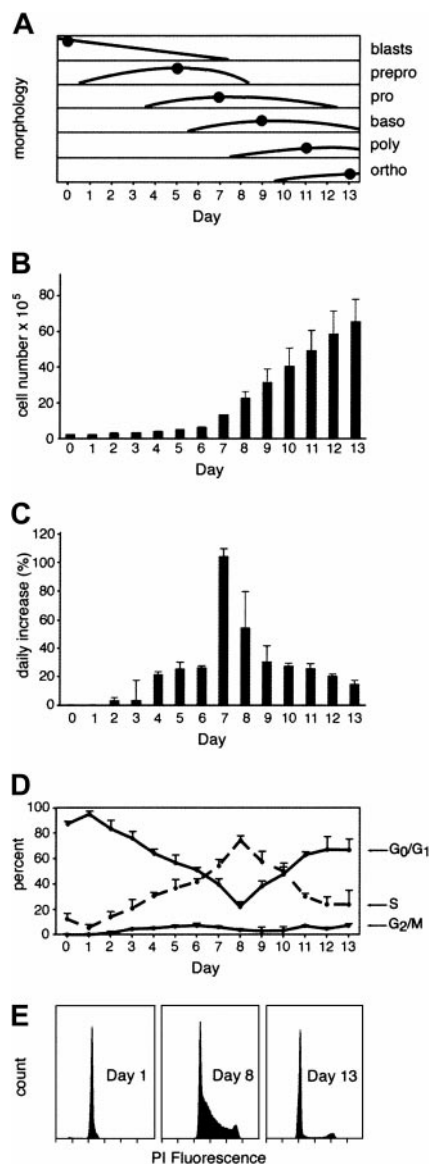 A
morphology
blasts
prepro
pro
baso
poly
ortho
0 1 2 3 4 5 6 7 8 9 10 11 12 13
Day
B
cell number x 10⁵
80
60
40
20
0
0 1 2 3 4 5 6 7 8 9 10 11 12 13
Day
C
daily increase (%)
120
100
80
60
40
20
0
0 1 2 3 4 5 6 7 8 9 10 11 12 13
Day
D
percent
100
80
60
40
20
0
G₀/G₁
S
G₂/M
0 1 2 3 4 5 6 7 8 9 10 11 12 13
Day
E
count
Day 1 Day 8 Day 13
PI Fluorescence